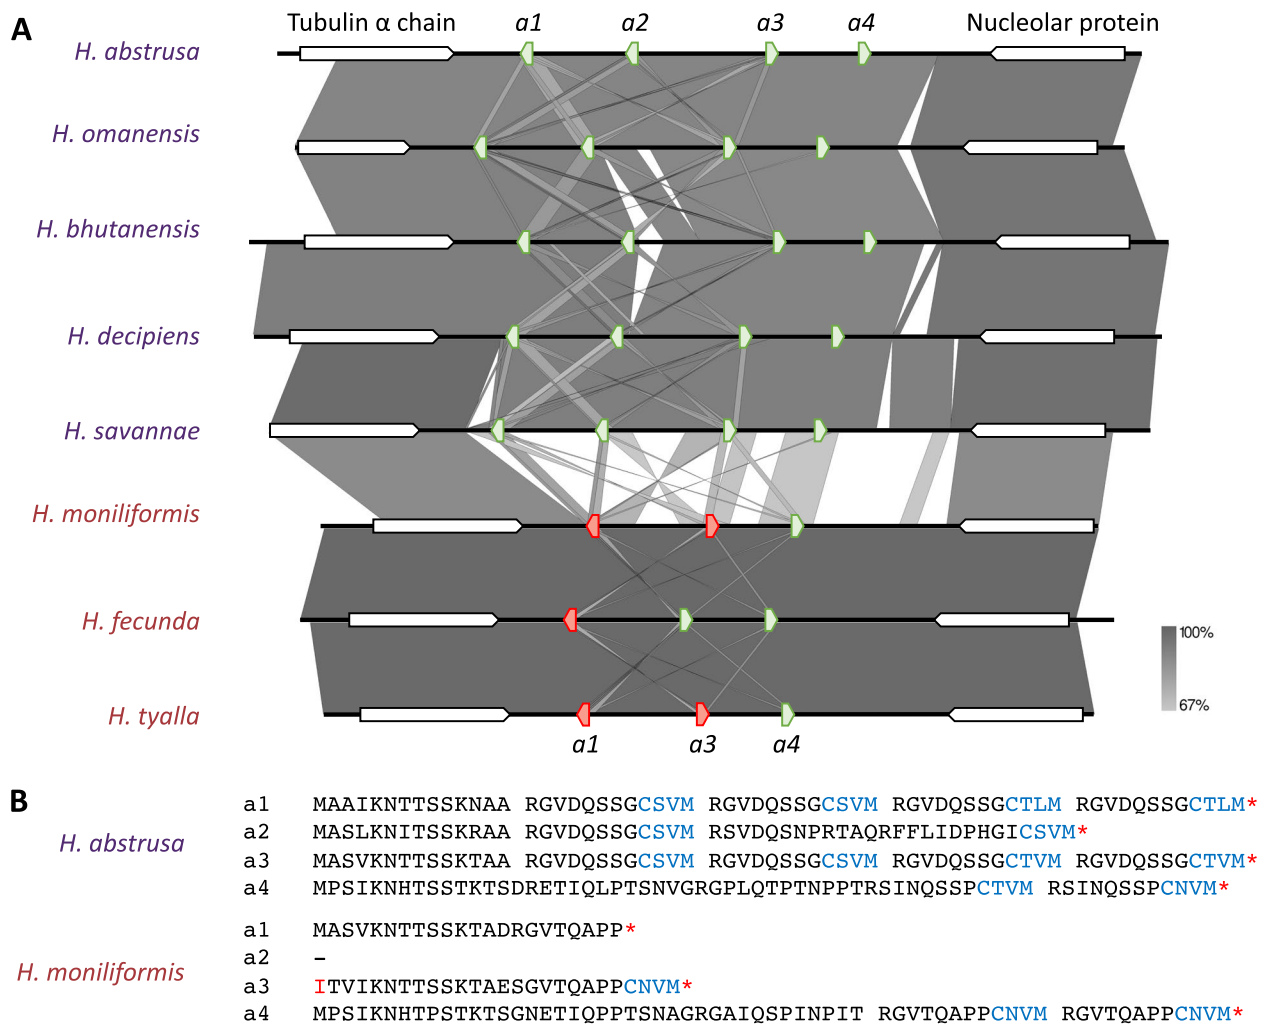 A
Tubulin α chain a1 a2 a3 a4 Nucleolar protein
H. abstrusa
H. omanensis
H. bhutanensis
H. decipiens
H. savannae
H. moniliformis
H. fecunda
100%
67%
H. tyalla
a1 a3 a4
B
H. abstrusa
a1 MAAIKNTTSSKNAA RGVDQSSGCSVM RGVDQSSGCSVM RGVDQSSGCTLM RGVDQSSGCTLM*
a2 MASLKNITSSKRAA RGVDQSSGCSVM RSVDQSNPRTAQRFFLIDPHGICSVM*
a3 MASVKNTTSSKTAA RGVDQSSGCSVM RGVDQSSGCSVM RGVDQSSGCTVM RGVDQSSGCTVM*
a4 MPSIKNHTSSTKTSDRETIQLPTSNVGRGPLQTPTNPPTRSINQSSPCTVM RSINQSSPCNVM*
H. moniliformis
a1 MASVKNTTSSKTADRGVTQAPP*
a2 –
a3 ITVIKNTTSSKTAESGVTQAPPCNVM*
a4 MPSIKNHTPSTKTSGNETIQPPTSNAGRGAIQSPINPIT RGVTQAPPCNVM RGVTQAPPCNVM*